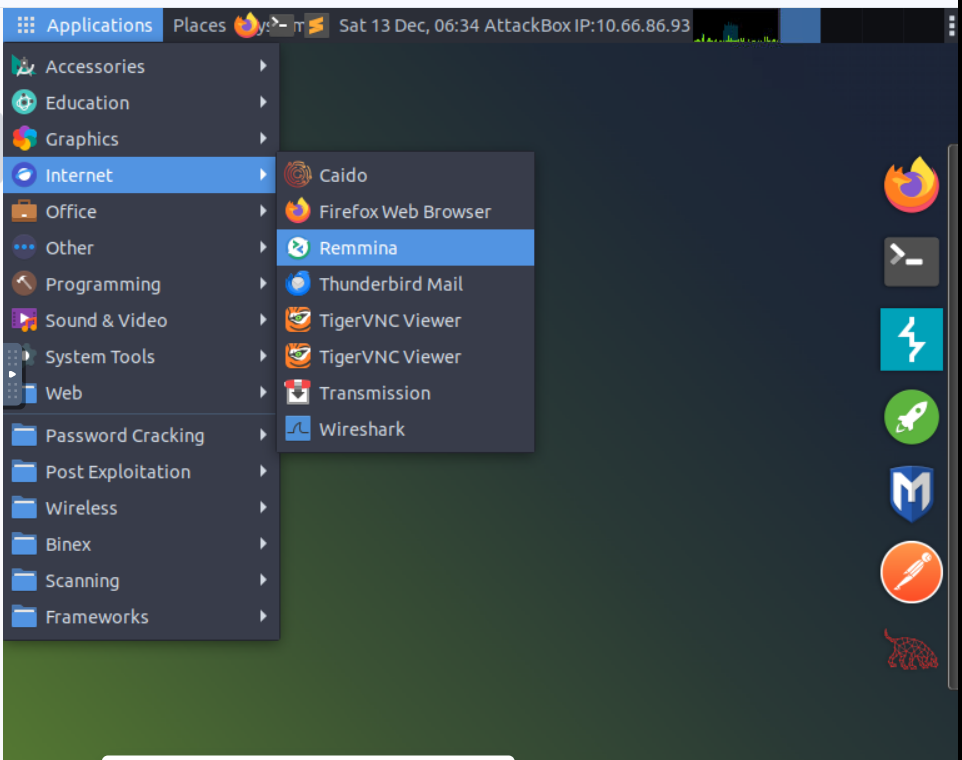 Applications Places Sat 13 Dec, 06:34 AttackBox IP:10.66.86.93
Accessories
Education
Graphics
Internet
Office
Other
Programming
Sound & Video
System Tools
Web
Password Cracking
Post Exploitation
Wireless
Binex
Scanning
Frameworks
Caido
Firefox Web Browser
Remmina
Thunderbird Mail
TigerVNC Viewer
TigerVNC Viewer
Transmission
Wireshark